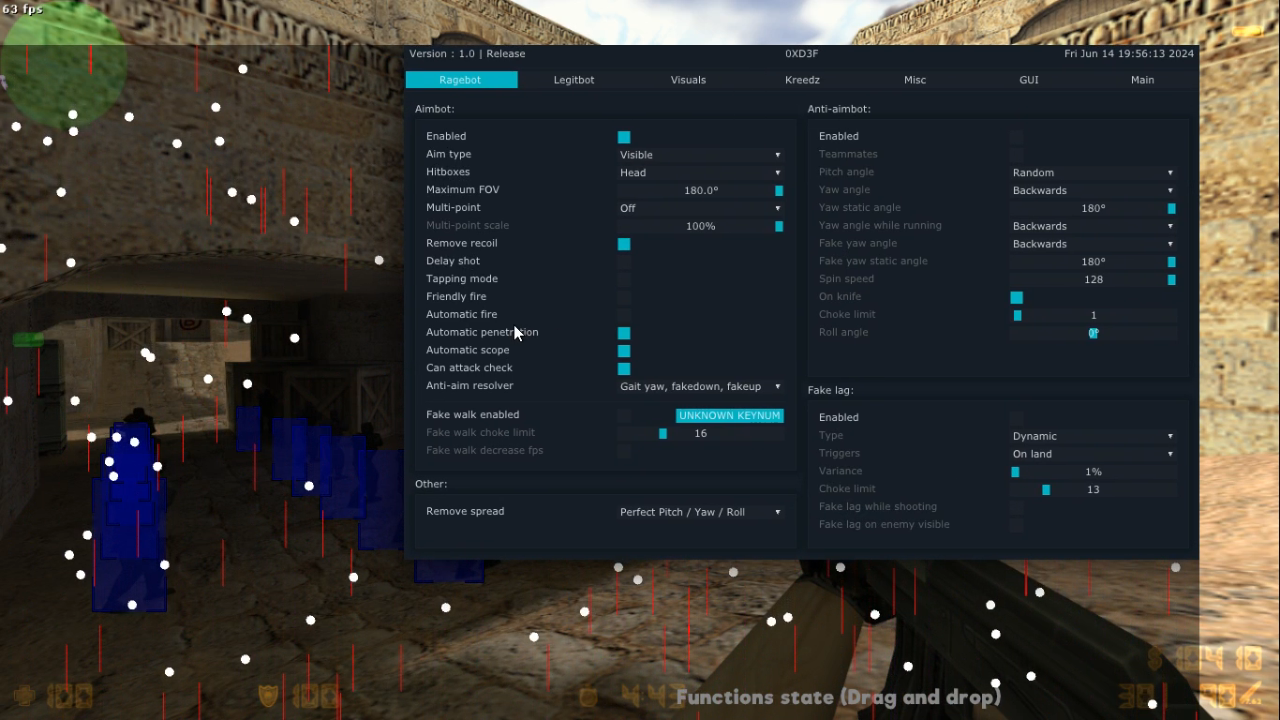 63 fps
Version : 1.0 | Release 0XD3F Fri Jun 14 19:56:13 2024
Ragebot Legitbot Visuals Kreedz Misc GUI Main
Aimbot:
Enabled
Aim type Visible
Hitboxes Head
Maximum FOV 180.0°
Multi-point Off
Multi-point scale 100%
Remove recoil
Delay shot
Tapping mode
Friendly fire
Automatic fire
Automatic penetration
Automatic scope
Can attack check
Anti-aim resolver Gait yaw, fakedown, fakeup
Fake walk enabled UNKNOWN KEYNUM
Fake walk choke limit 16
Fake walk decrease fps
Other:
Remove spread Perfect Pitch / Yaw / Roll
Anti-aimbot:
Enabled
Teammates
Pitch angle Random
Yaw angle Backwards
Yaw static angle 180°
Yaw angle while running Backwards
Fake yaw angle Backwards
Fake yaw static angle 180°
Spin speed 128
On knife
Choke limit 1
Roll angle 0°
Fake lag:
Enabled
Type Dynamic
Triggers On land
Variance 1%
Choke limit 13
Fake lag while shooting
Fake lag on enemy visible
Functions state (Drag and drop)
100 100